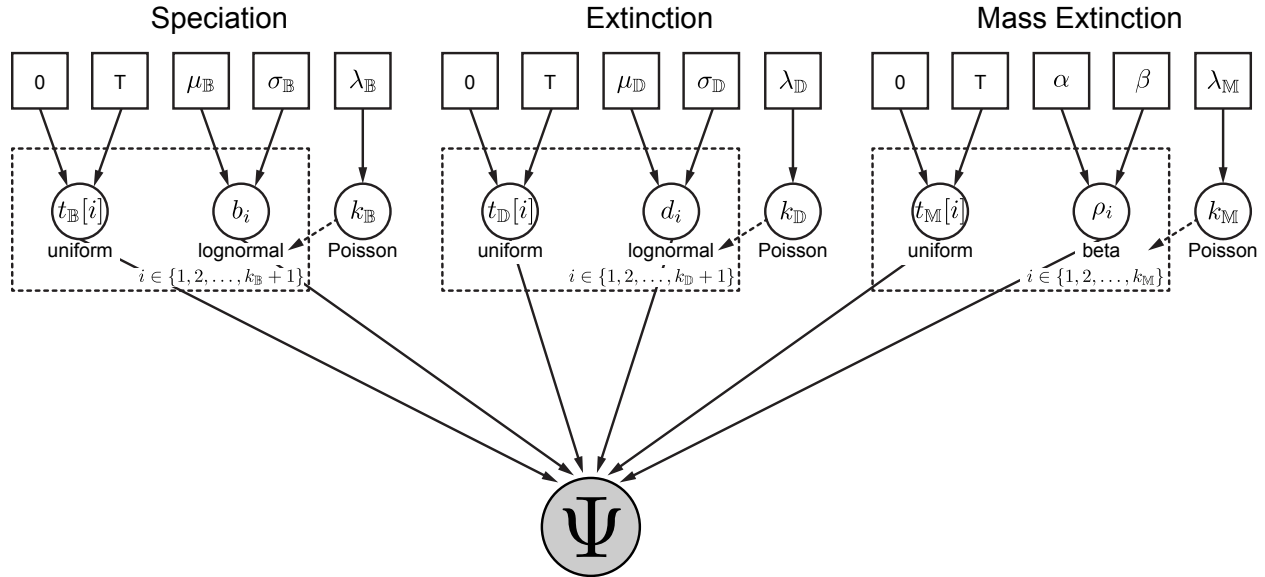 Speciation Extinction Mass Extinction
0 T μ𝔹 σ𝔹 λ𝔹 0 T μ𝔻 σ𝔻 λ𝔻 0 T α β λ𝕄
t𝔹[i] bᵢ k𝔹 t𝔻[i] dᵢ k𝔻 t𝕄[i] ρᵢ k𝕄
uniform lognormal Poisson uniform lognormal Poisson uniform beta Poisson
i ∈ {1, 2, . . . , k𝔹 + 1} i ∈ {1, 2, . . . , k𝔻 + 1} i ∈ {1, 2, . . . , k𝕄}
Ψ